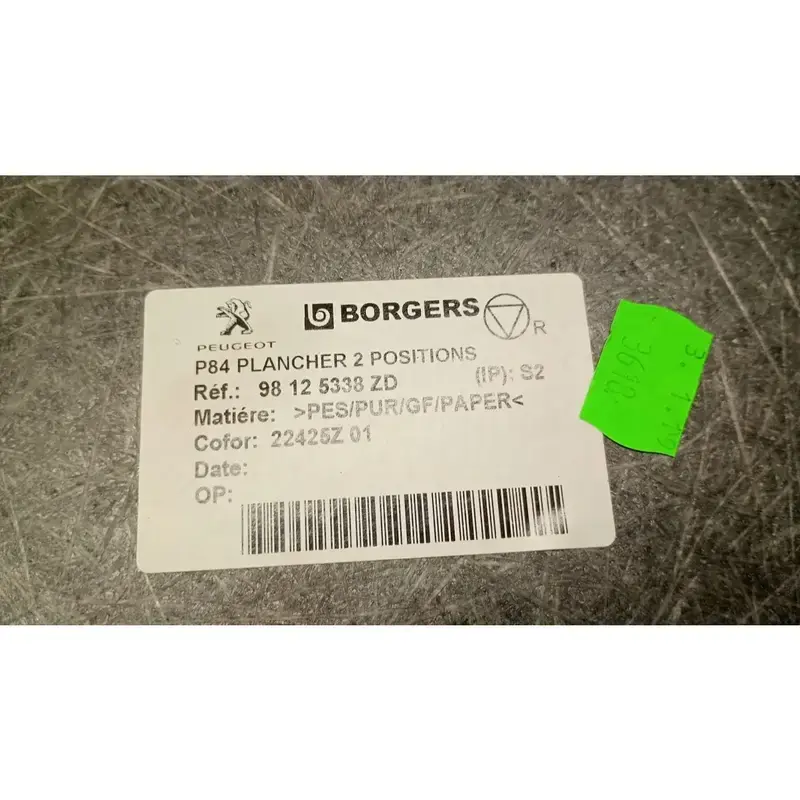 PEUGEOT
BORGERS
R
P84 PLANCHER 2 POSITIONS
Réf.: 98 12 5338 ZD (IP): S2
Matiére: >PES/PUR/GF/PAPER<
Cofor: 22425Z 01
Date:
OP: